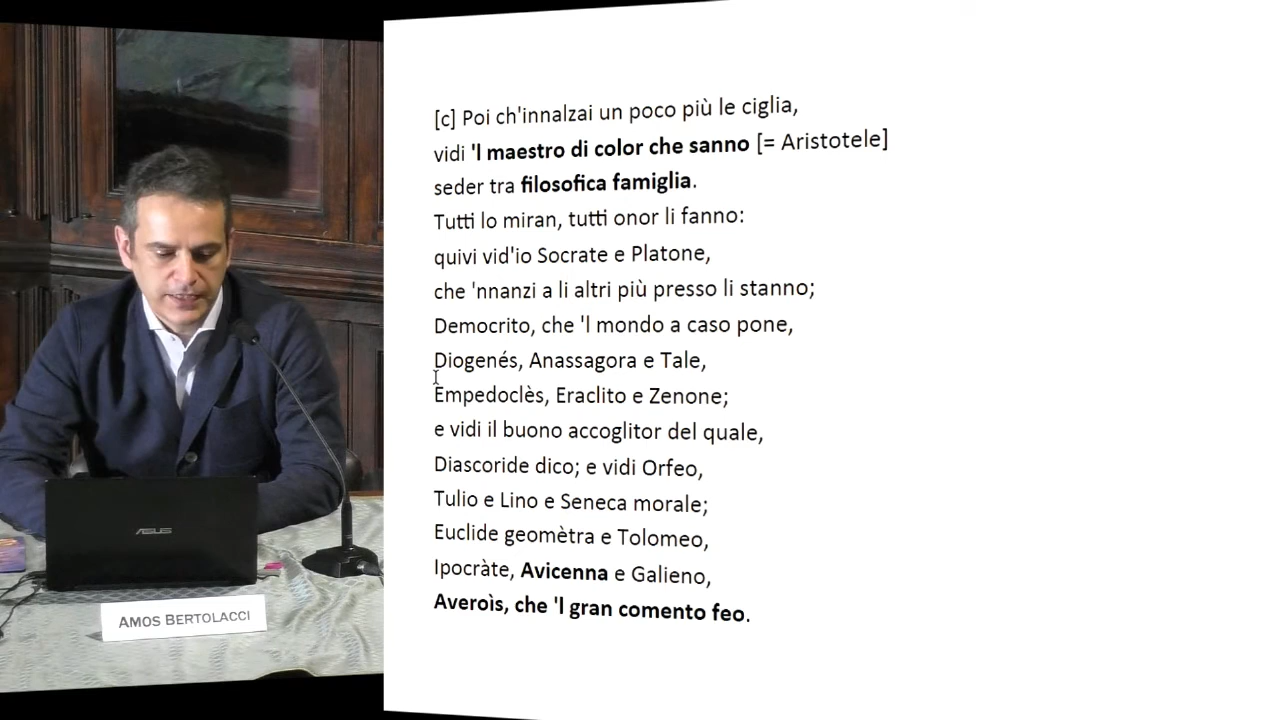 [c] Poi ch'innalzai un poco più le ciglia,
vidi 'l maestro di color che sanno [= Aristotele]
seder tra filosofica famiglia.
Tutti lo miran, tutti onor li fanno:
quivi vid'io Socrate e Platone,
che 'nnanzi a li altri più presso li stanno;
Democrito, che 'l mondo a caso pone,
Diogenés, Anassagora e Tale,
Empedoclès, Eraclito e Zenone;
e vidi il buono accoglitor del quale,
Diascoride dico; e vidi Orfeo,
Tulio e Lino e Seneca morale;
Euclide geomètra e Tolomeo,
Ipocràte, Avicenna e Galieno,
Averoìs, che 'l gran comento feo.
ASUS
AMOS BERTOLACCI